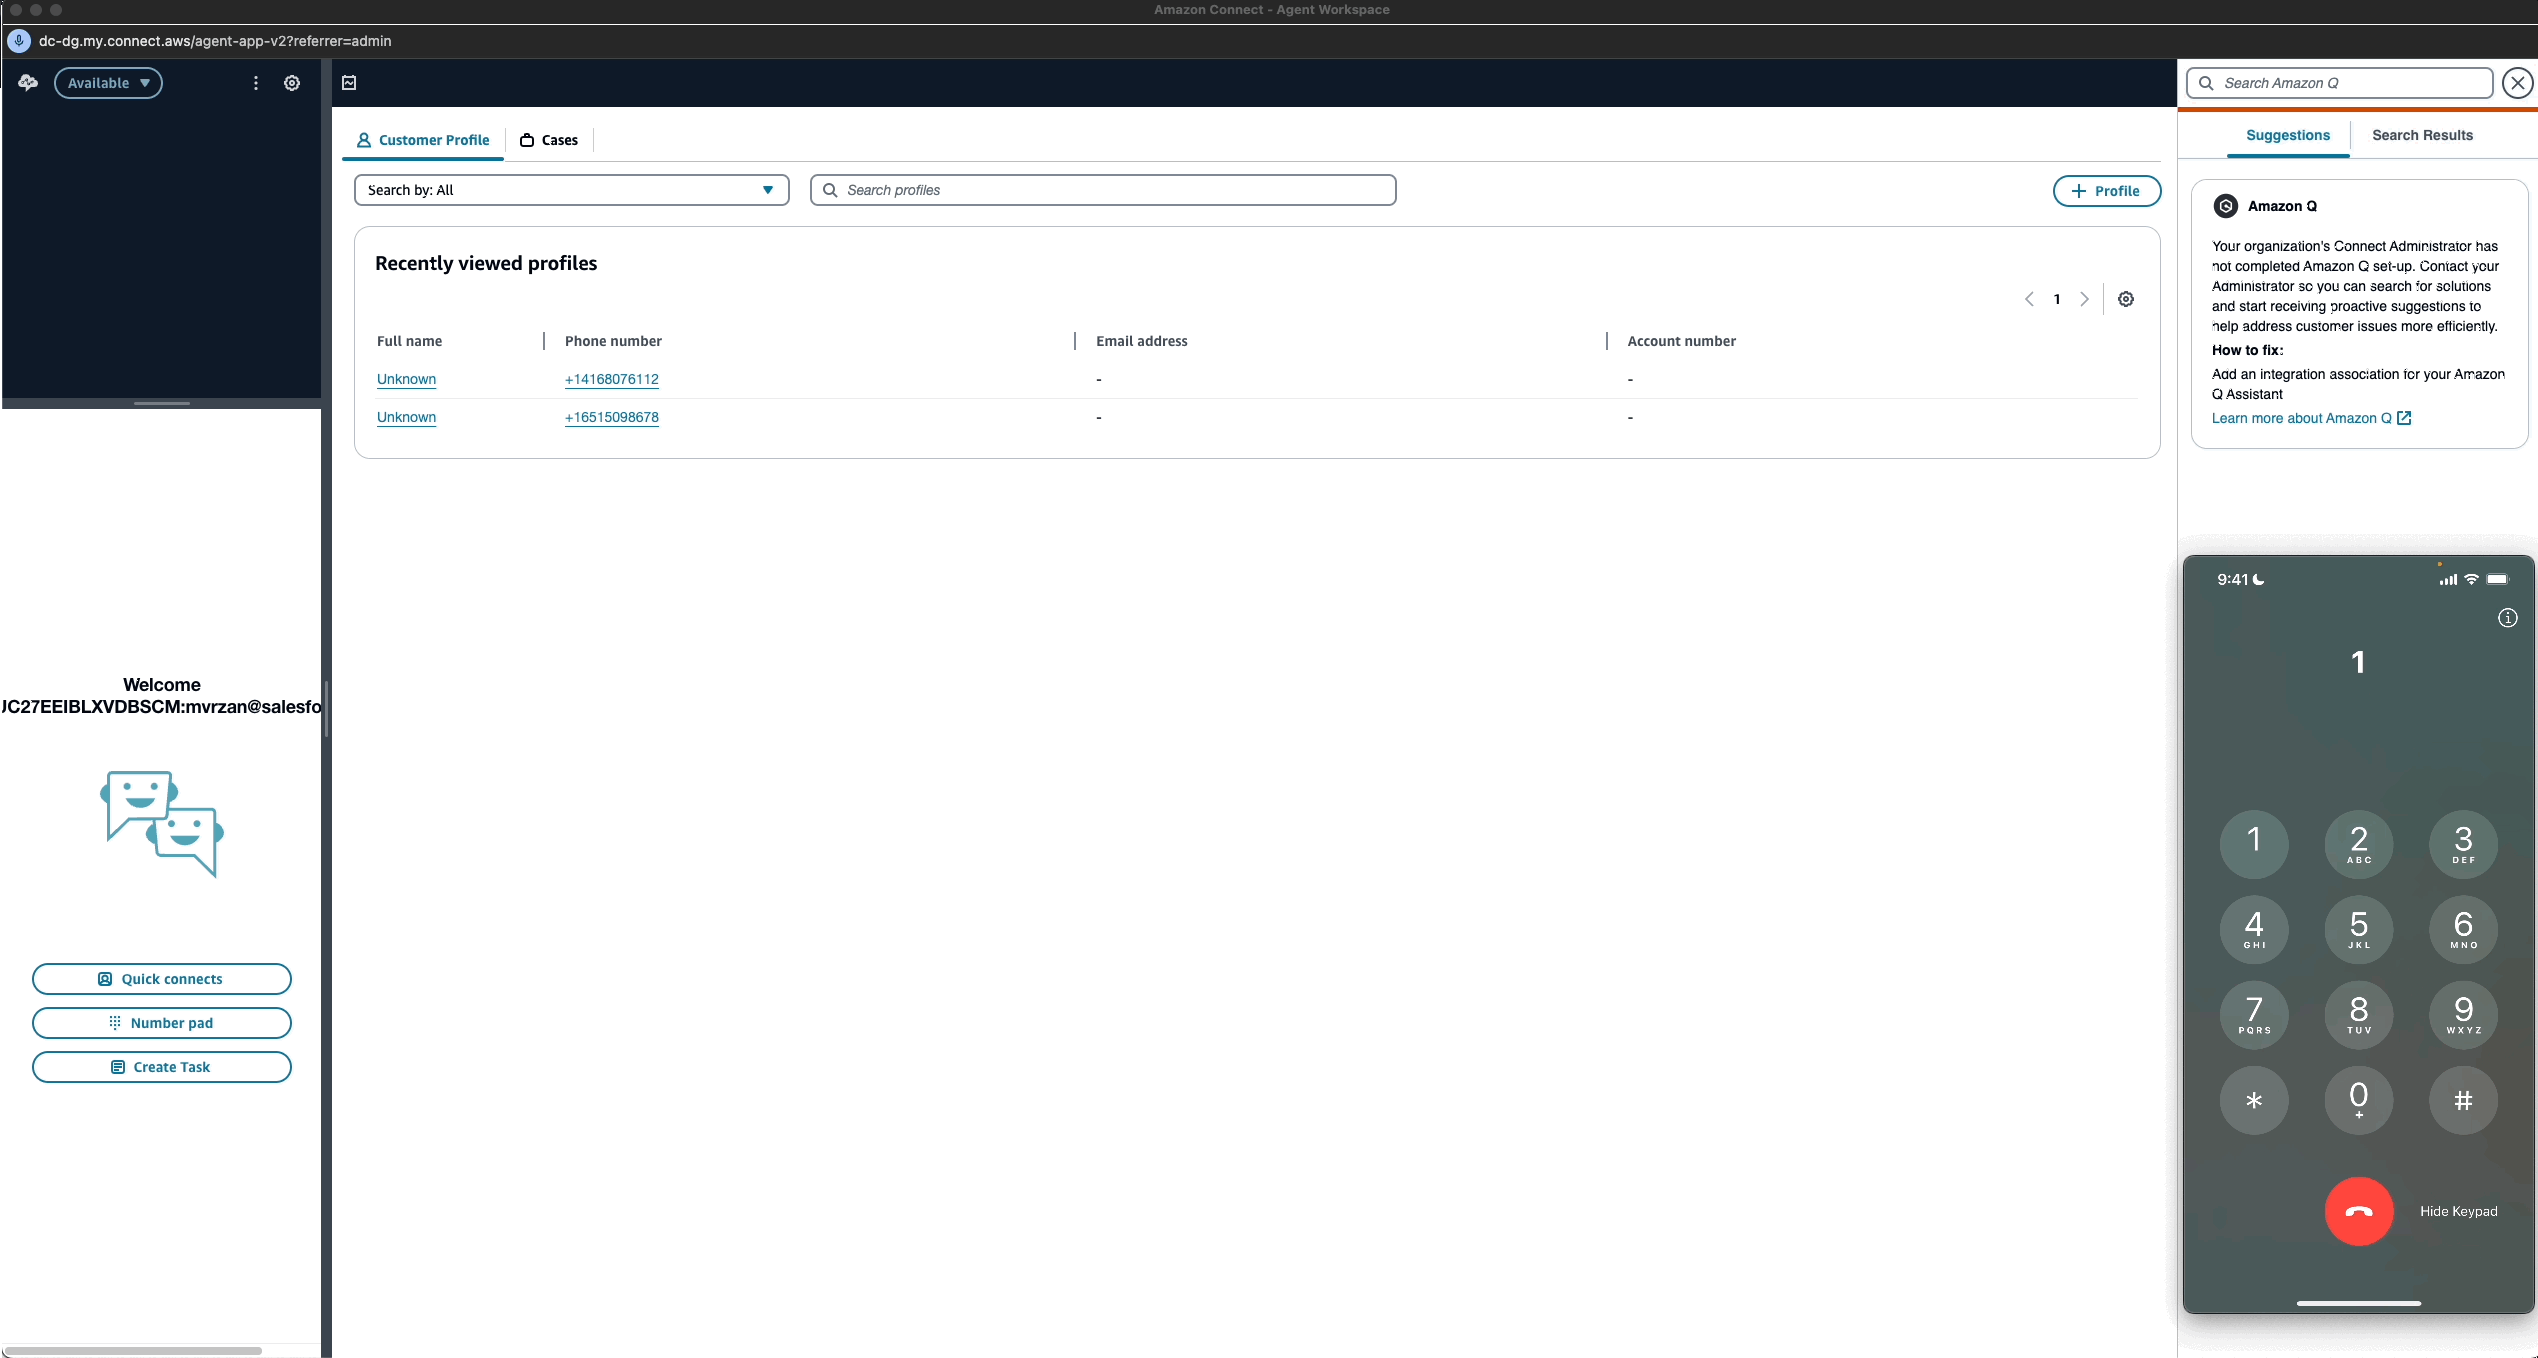 Amazon Connect - Agent Workspace
dc-dg.my.connect.aws/agent-app-v2?referrer=admin
Available
Search Amazon Q
Customer Profile
Cases
Suggestions
Search Results
Search by: All
Search profiles
Profile
Recently viewed profiles
1
Full name
Phone number
Email address
Account number
Unknown
+14168076112
-
-
Unknown
+16515098678
-
-
Amazon Q
Your organization's Connect Administrator has
not completed Amazon Q set-up. Contact your
Administrator so you can search for solutions
and start receiving proactive suggestions to
help address customer issues more efficiently.
How to fix:
Add an integration association for your Amazon
Q Assistant
Learn more about Amazon Q
Welcome
JC27EEIBLXVDBSCM:mvrzan@salesfo
Quick connects
Number pad
Create Task
9:41
1
1
2
ABC
3
DEF
4
GHI
5
JKL
6
MNO
7
PQRS
8
TUV
9
WXYZ
*
0
+
#
Hide Keypad